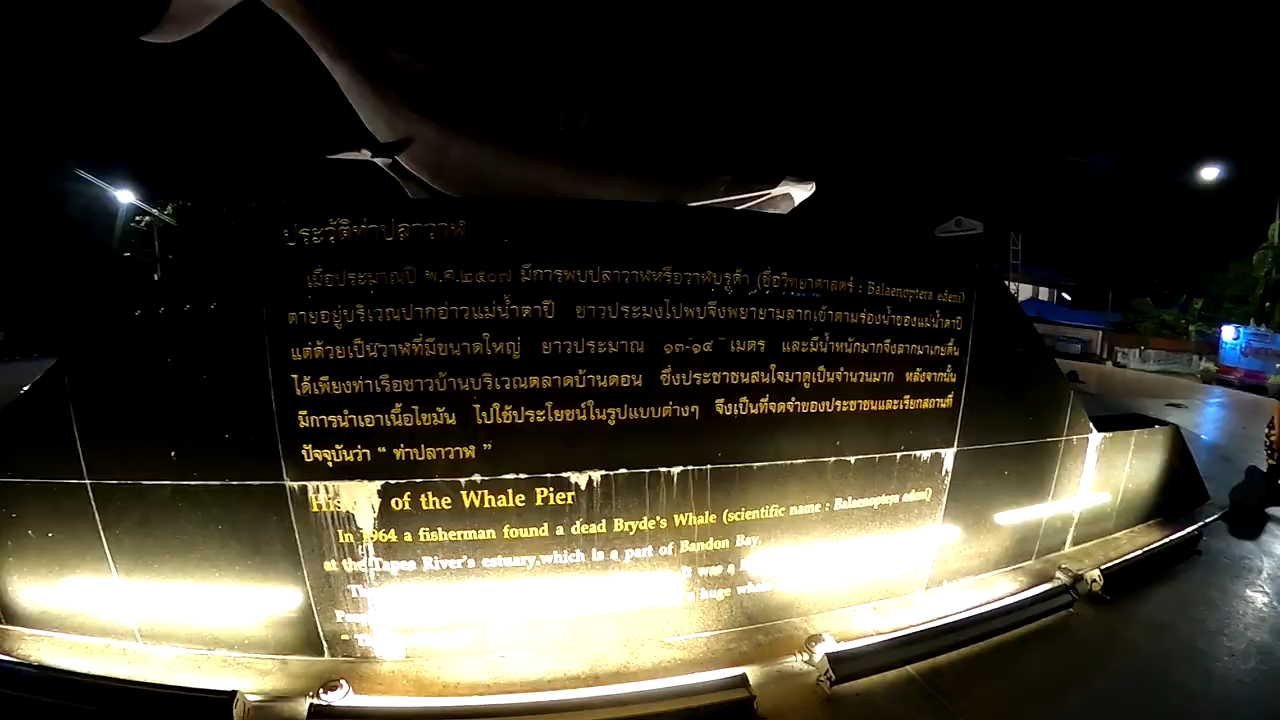 ประวัติท่าปลาวาฬ
เมื่อประมาณปี พ.ศ.๒๕๐๗ มีการพบปลาวาฬหรือวาฬบรูด้า (ชื่อวิทยาศาสตร์ : Balaenoptera edeni)
ตายอยู่บริเวณปากอ่าวแม่น้ำตาปี ชาวประมงไปพบจึงพยายามลากเข้าตามร่องน้ำของแม่น้ำตาปี
แต่ด้วยเป็นวาฬที่มีขนาดใหญ่ ยาวประมาณ ๑๓-๑๔ เมตร และมีน้ำหนักมากจึงลากมาเกยตื้น
ได้เพียงท่าเรือชาวบ้านบริเวณตลาดบ้านดอน ซึ่งประชาชนสนใจมาดูเป็นจำนวนมาก หลังจากนั้น
มีการนำเอาเนื้อไขมัน ไปใช้ประโยชน์ในรูปแบบต่างๆ จึงเป็นที่จดจำของประชาชนและเรียกสถานที่
ปัจจุบันว่า “ ท่าปลาวาฬ ”
History of the Whale Pier
In 1964 a fisherman found a dead Bryde's Whale (scientific name : Balaenoptera edeni)
at the Tapee River's estuary,which is a part of Bandon Bay.
was a
huge